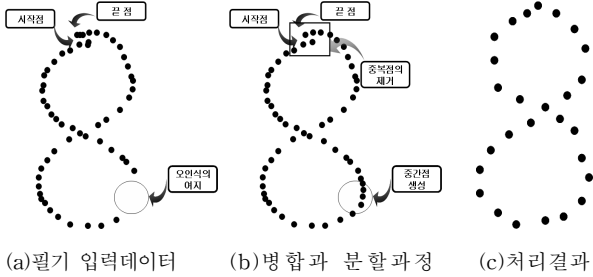 시작점
끝 점
오인식의
여지
(a)필기 입력데이터
시작점
끝 점
중복점의
제거
중간점
생성
(b)병합과 분할과정
(c)처리결과